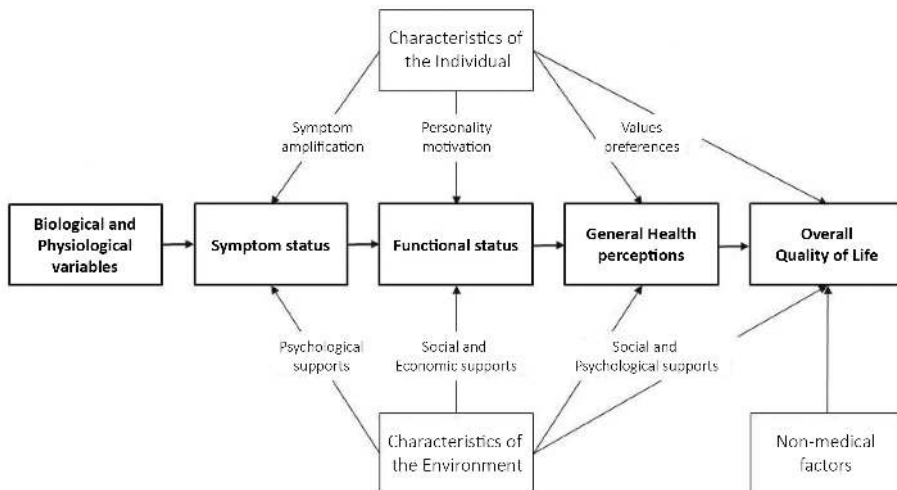 Characteristics of
the Individual
Symptom
amplification
Personality
motivation
Values
preferences
Biological and
Physiological
variables
Symptom status
Functional status
General Health
perceptions
Overall
Quality of Life
Psychological
supports
Social and
Economic supports
Social and
Psychological supports
Characteristics of
the Environment
Non-medical
factors